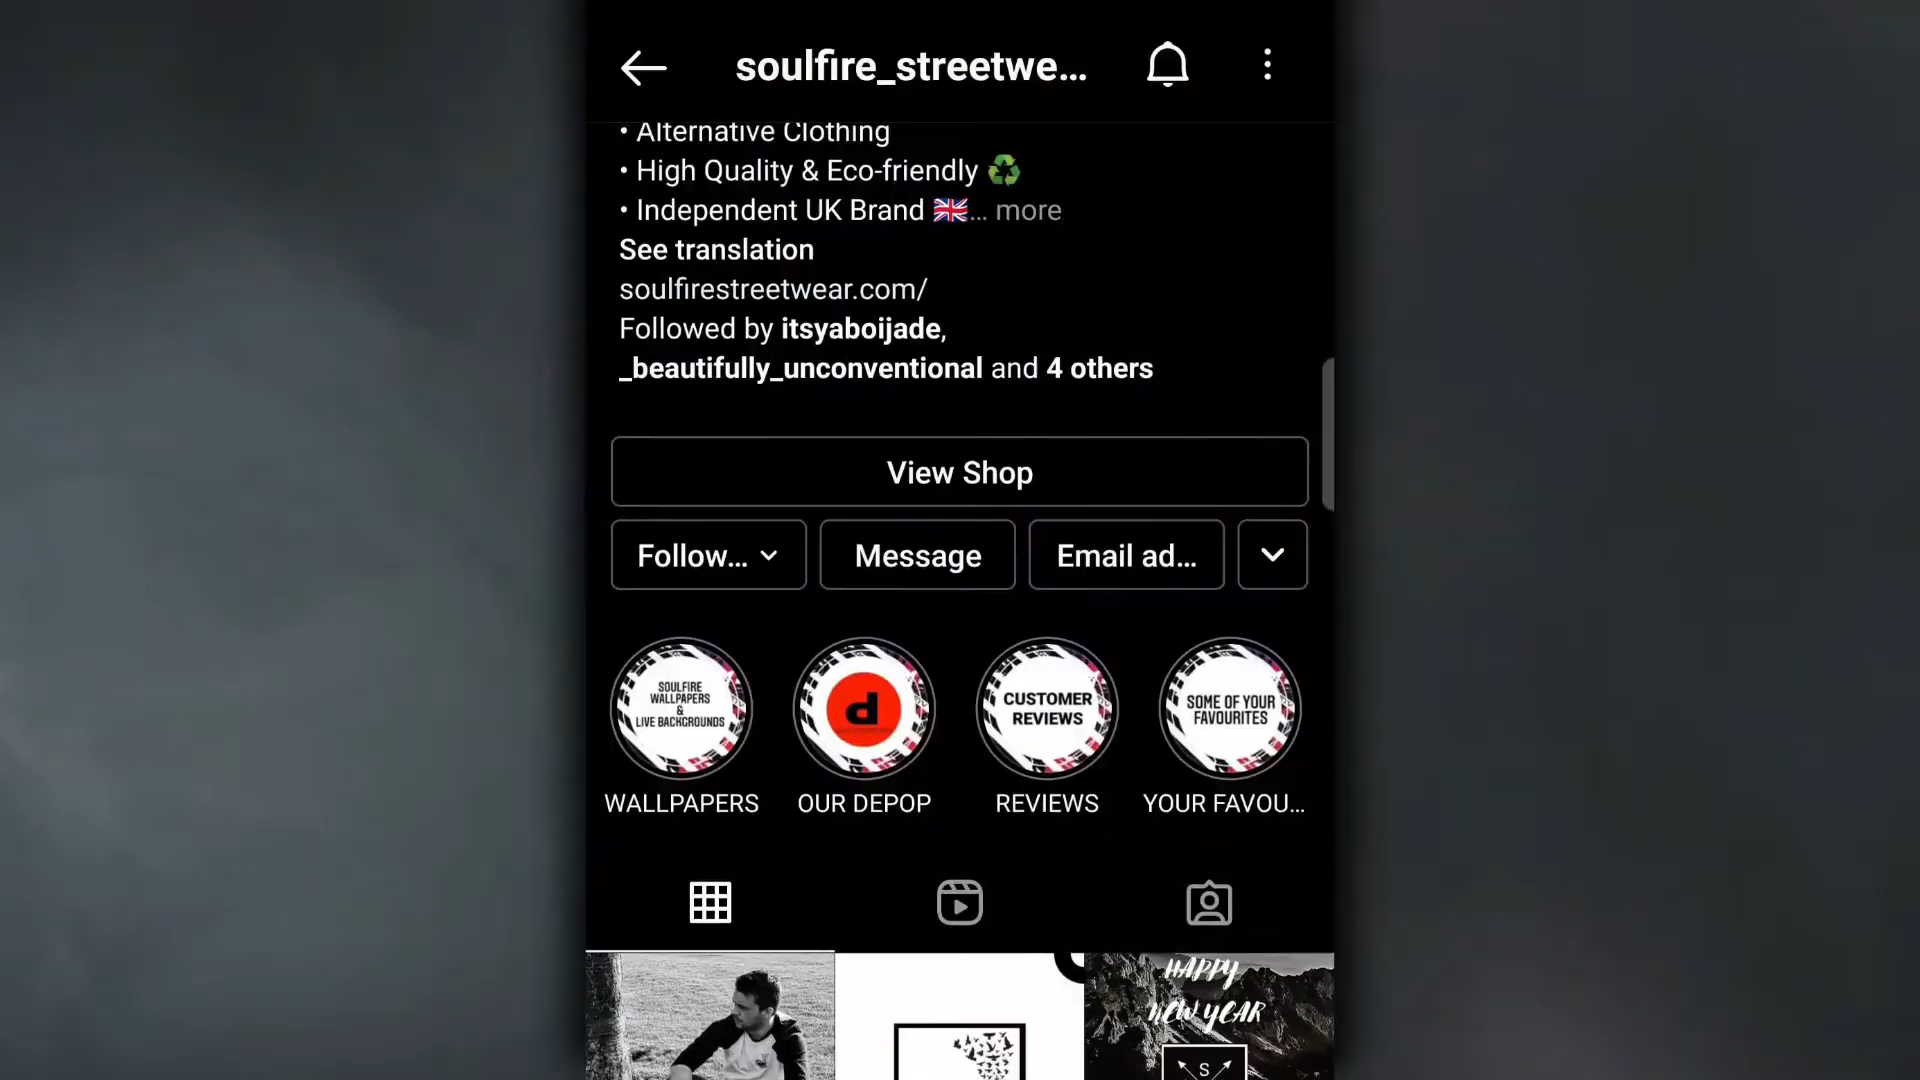 soulfire_streetwe...
• Alternative Clothing
• High Quality & Eco-friendly ♻️
• Independent UK Brand 🇬🇧... more
See translation
soulfirestreetwear.com/
Followed by itsyaboijade,
_beautifully_unconventional and 4 others
View Shop
Follow...
Message
Email ad...
SOULFIRE
WALLPAPERS
&
LIVE BACKGROUNDS
d
CUSTOMER
REVIEWS
SOME OF YOUR
FAVOURITES
WALLPAPERS
OUR DEPOP
REVIEWS
YOUR FAVOU...
HAPPY
NEW YEAR
S